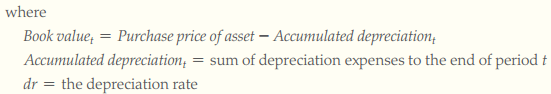 where
Book valueₜ = Purchase price of asset − Accumulated depreciationₜ
Accumulated depreciationₜ = sum of depreciation expenses to the end of period t
dr = the depreciation rate